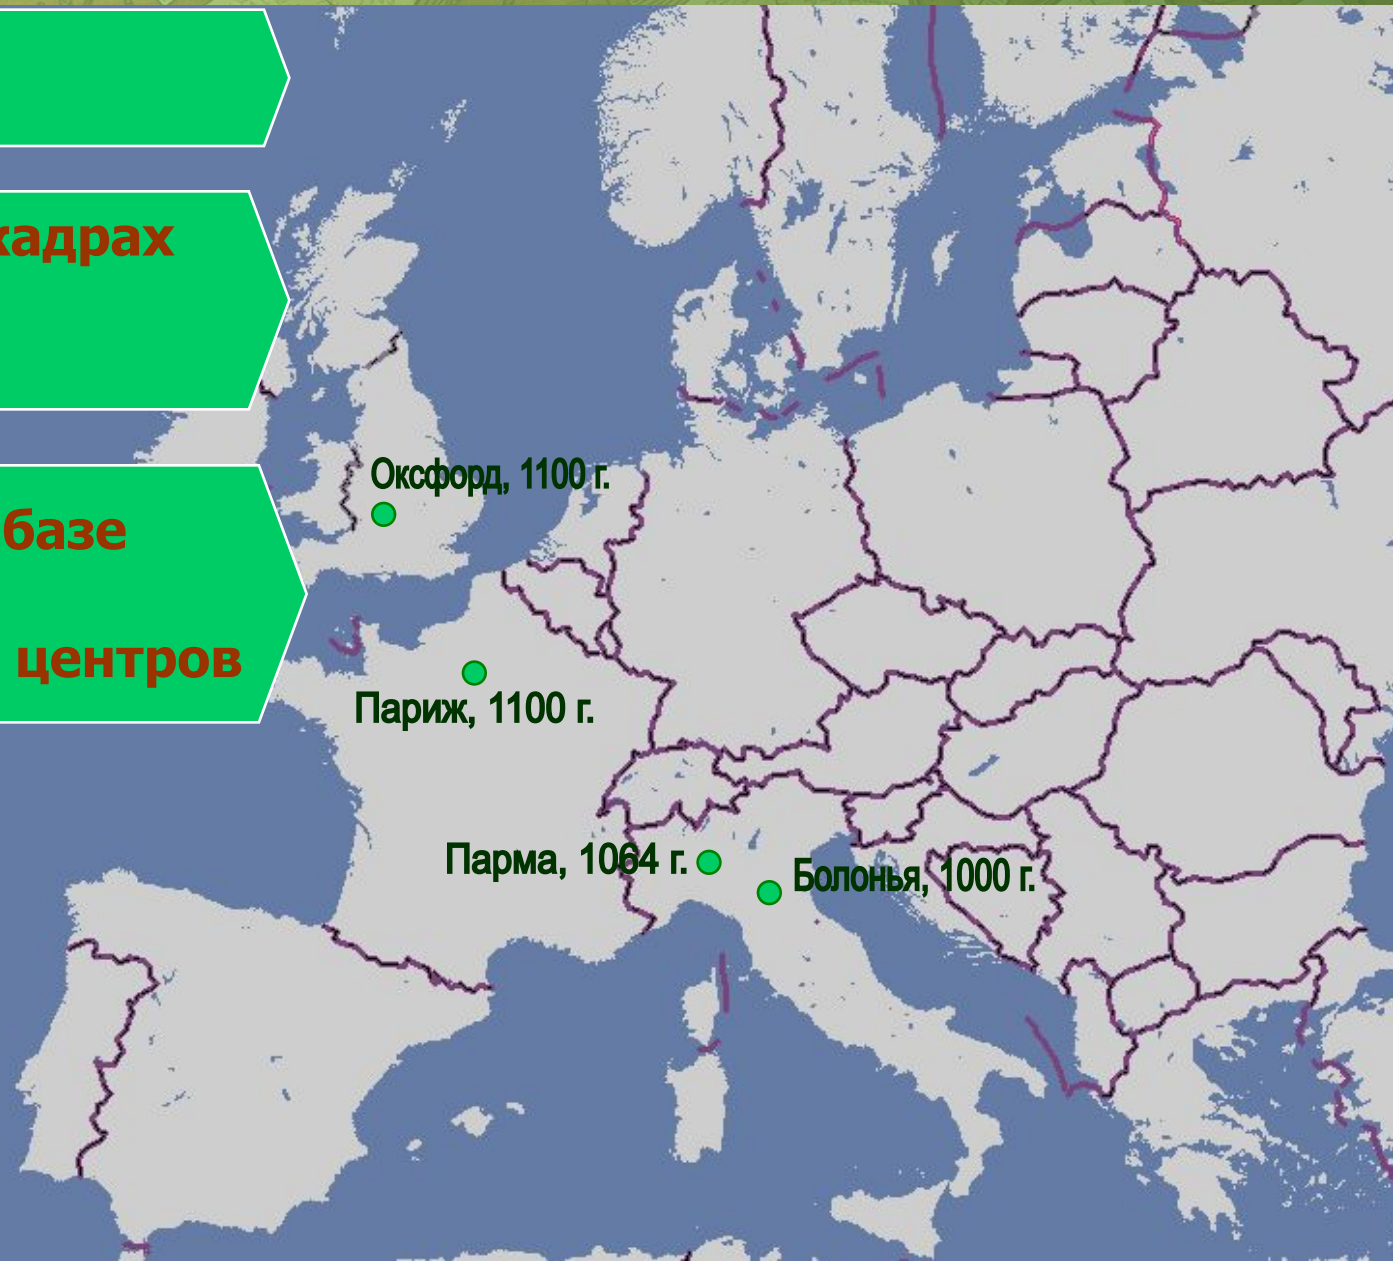 кадрах
базе
центров
Оксфорд, 1100 г.
Париж, 1100 г.
Парма, 1064 г.
Болонья, 1000 г.